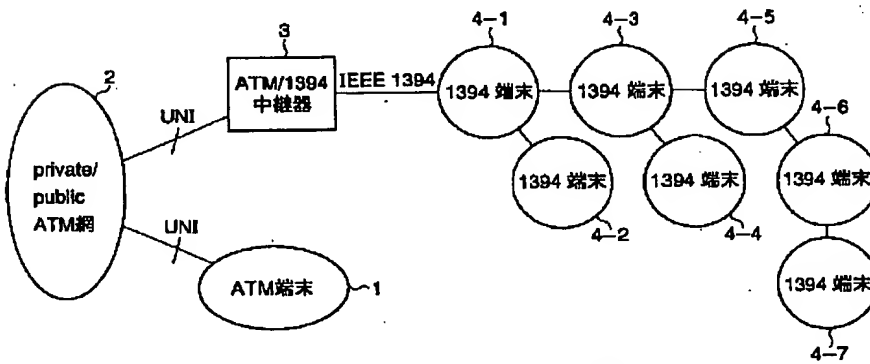 4-1
4-3
4-5
3
2
ATM/1394
中継器
IEEE 1394
1394 端末
1394 端末
1394 端末
4-6
UNI
private/
public
ATM網
1394 端末
1394 端末
1394 端末
4-2
4-4
UNI
ATM端末
1
1394 端末
4-7